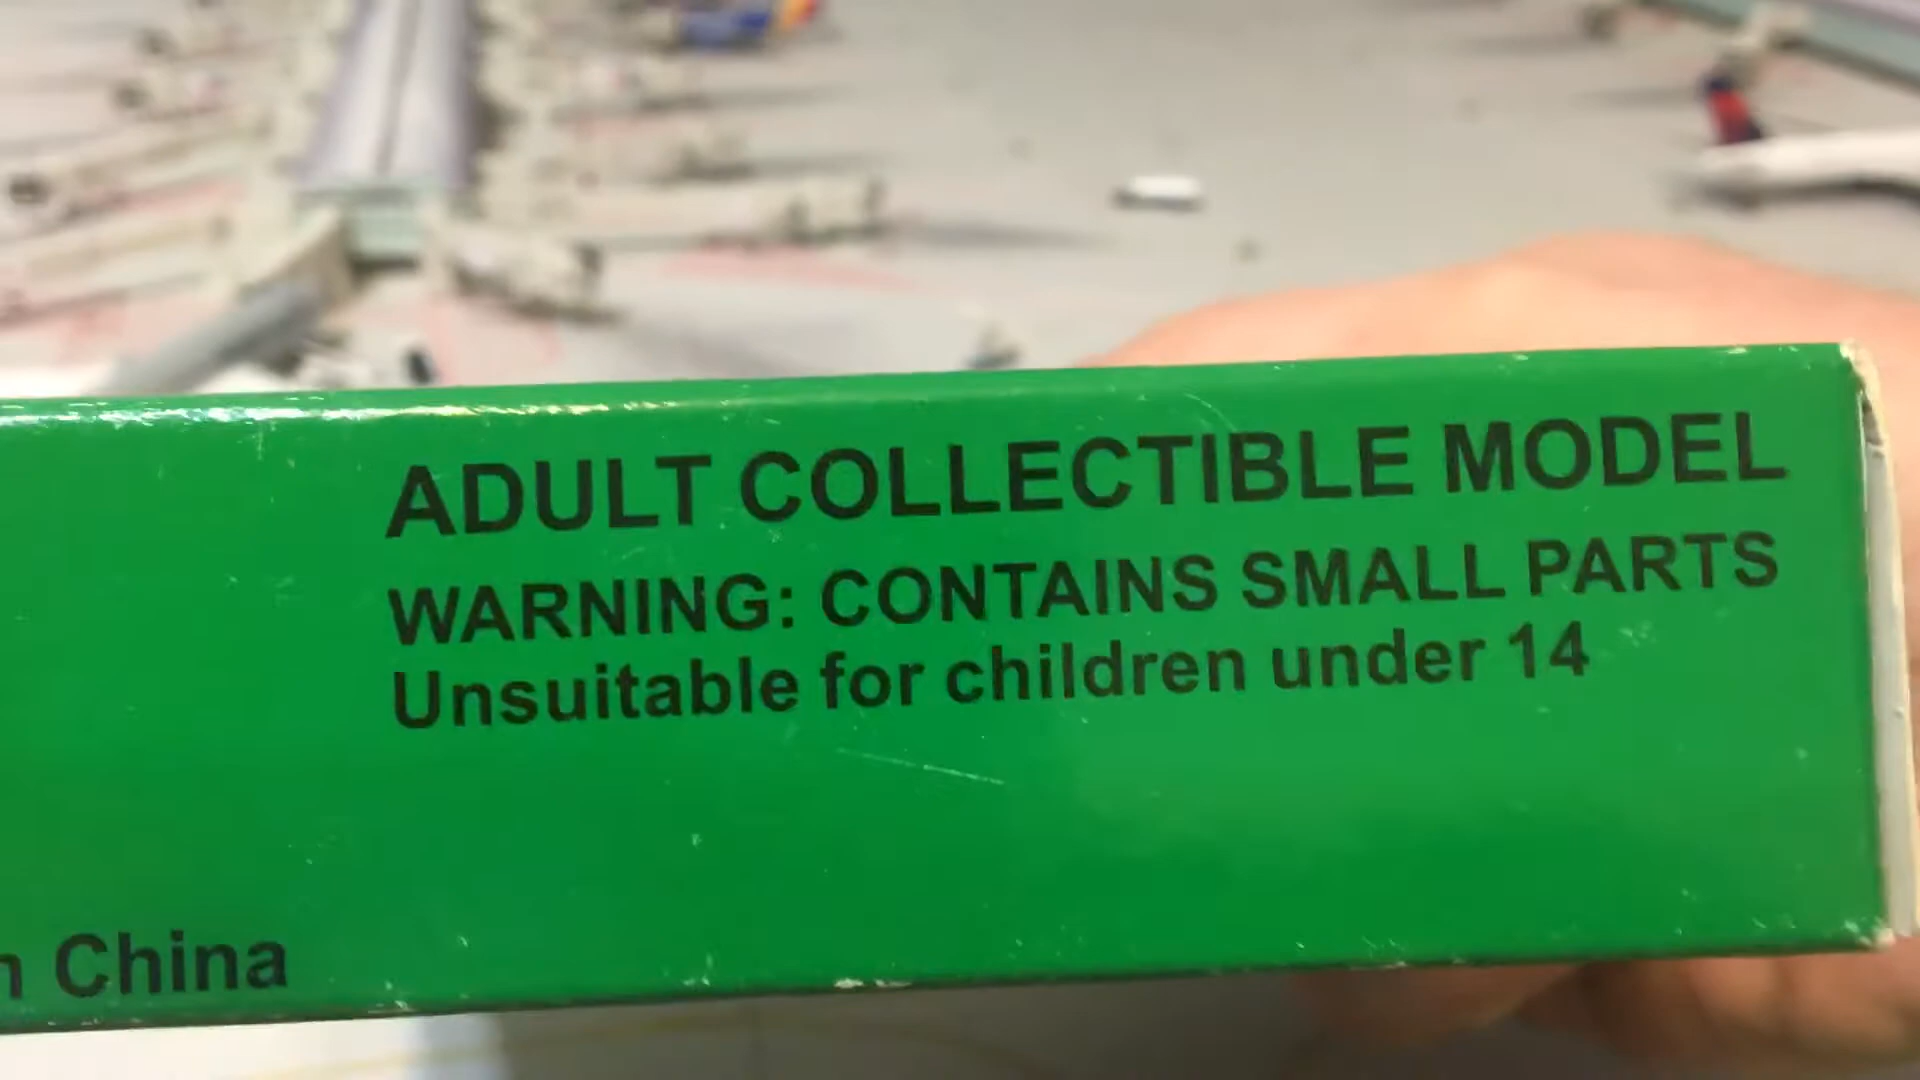 ADULT COLLECTIBLE MODEL
WARNING: CONTAINS SMALL PARTS
Unsuitable for children under 14
China